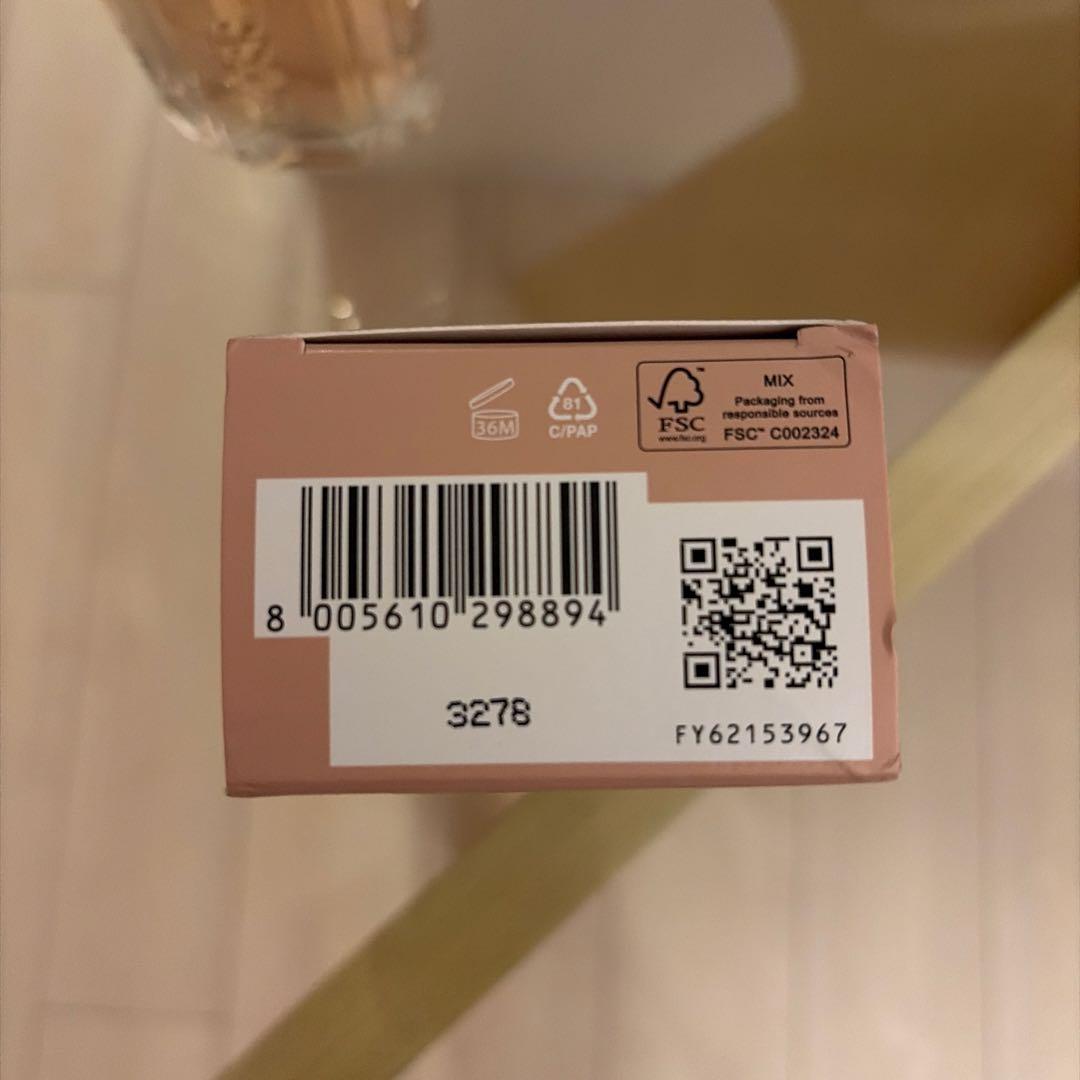 36M
81
C/PAP
FSC
www.fsc.org
MIX
Packaging from
responsible sources
FSC™ C002324
8 005610 298894
3278
FY62153967